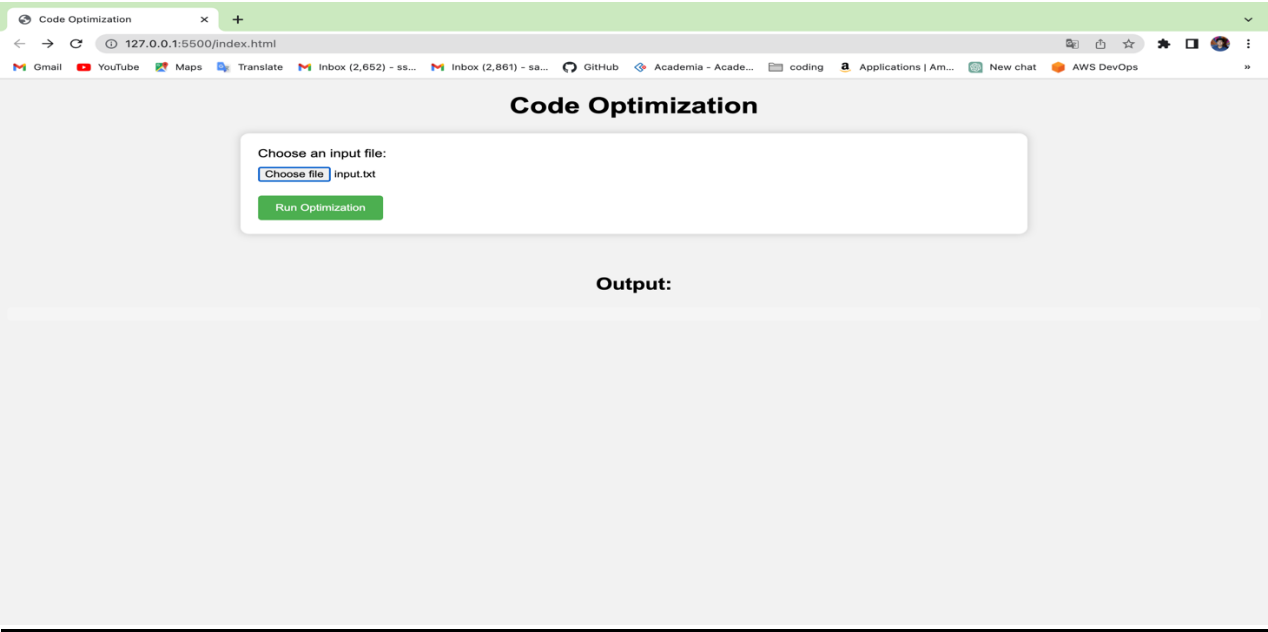 Code Optimization
127.0.0.1:5500/index.html
Gmail YouTube Maps Translate Inbox (2,652) - ss... Inbox (2,861) - sa... GitHub Academia - Acade... coding Applications | Am... New chat AWS DevOps »
Code Optimization
Choose an input file:
Choose file input.txt
Run Optimization
Output: